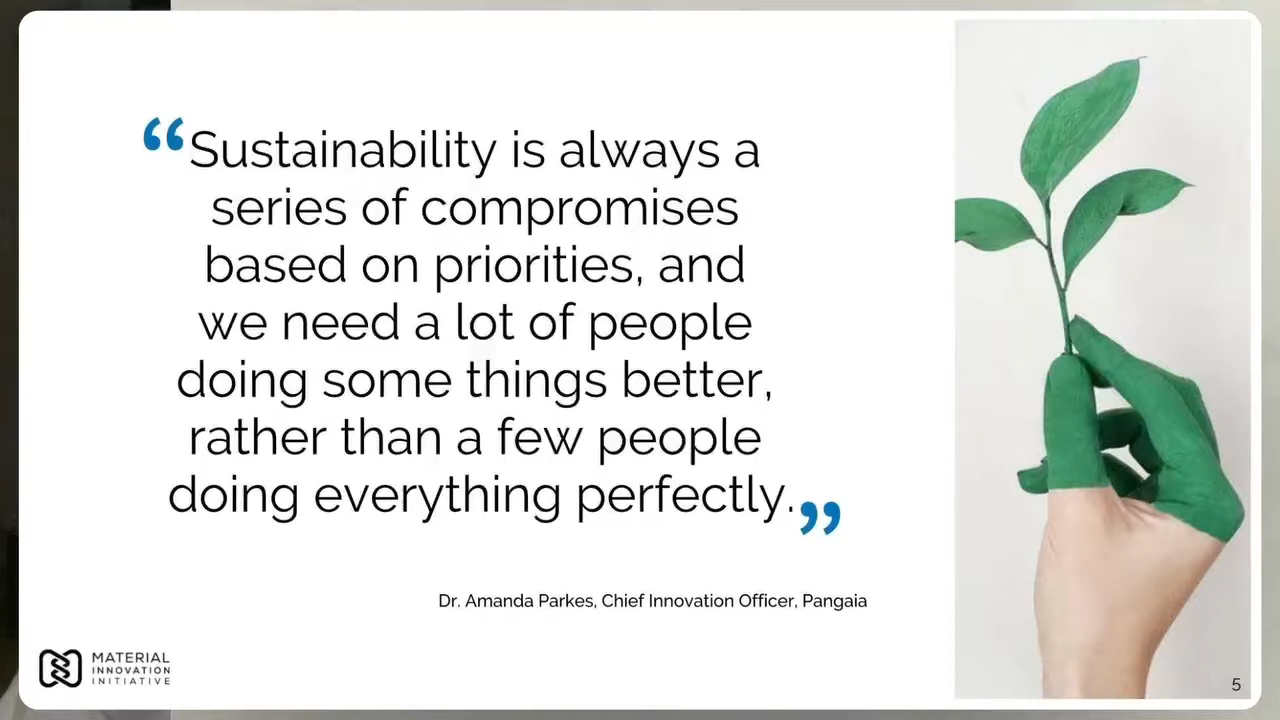 “Sustainability is always a
series of compromises
based on priorities, and
we need a lot of people
doing some things better,
rather than a few people
doing everything perfectly.”
Dr. Amanda Parkes, Chief Innovation Officer, Pangaia
MATERIAL
INNOVATION
INITIATIVE
5